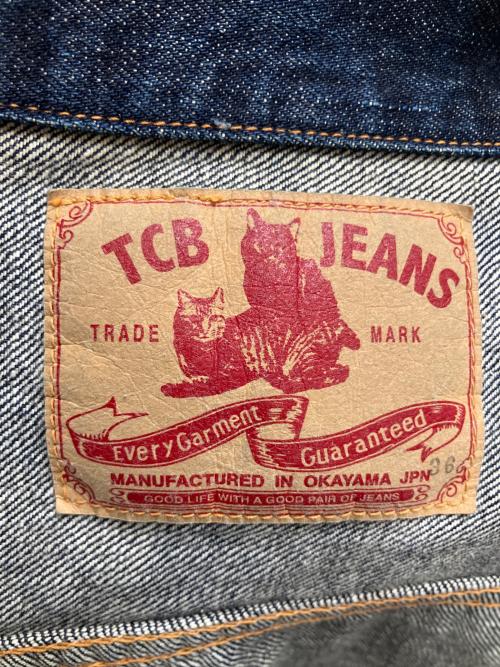 TCB JEANS
TRADE MARK
Every Garment Guaranteed
MANUFACTURED IN OKAYAMA JPN
36
GOOD LIFE WITH A GOOD PAIR OF JEANS